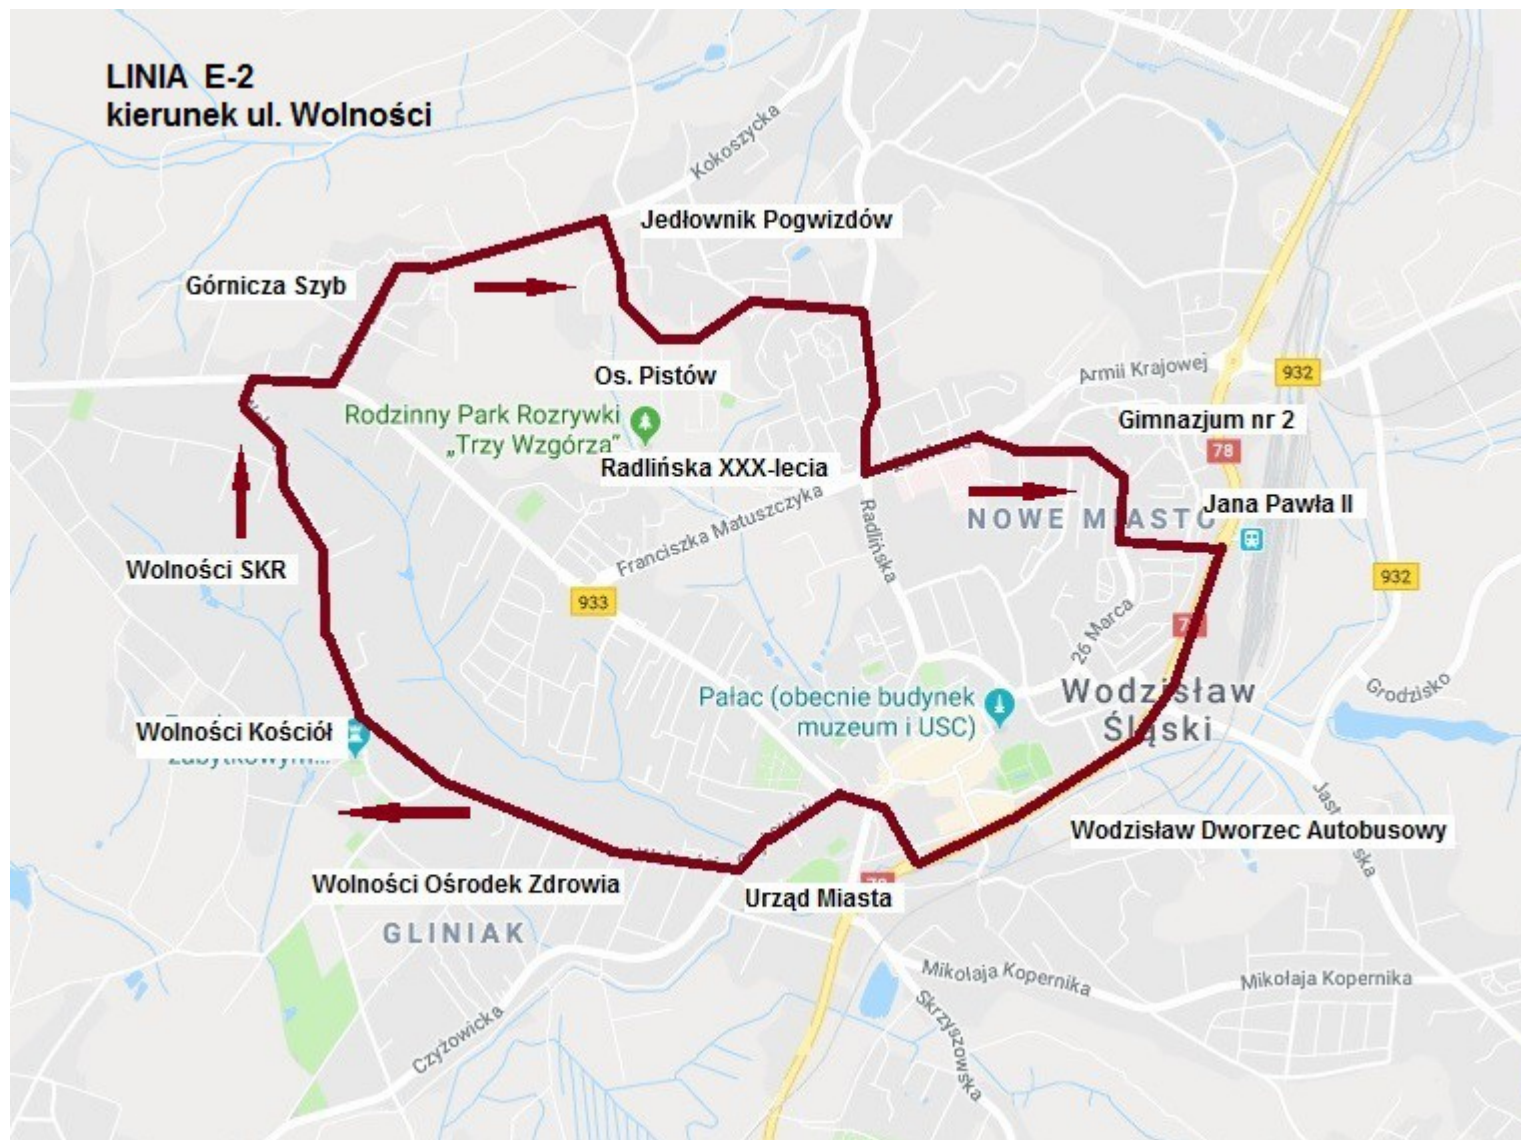 LINIA E-2
kierunek ul. Wolności
Kokoszycka
Jedłownik Pogwizdów
Górnicza Szyb
Os. Pistów
Armii Krajowej
932
Rodzinny Park Rozrywki
„Trzy Wzgórza”
Gimnazjum nr 2
78
Radlińska XXX-lecia
Jana Pawła II
NOWE MIASTO
Franciszka Matuszczyka
Radlińska
Wolności SKR
932
933
26 Marca
Grodzisko
Pałac (obecnie budynek
muzeum i USC)
Wodzisław
Śląski
Wolności Kościół
Wodzisław Dworzec Autobusowy
Wolności Ośrodek Zdrowia
78
Urząd Miasta
GLINIAK
Mikołaja Kopernika
Mikołaja Kopernika
Skrzyszowska
Czyżowicka